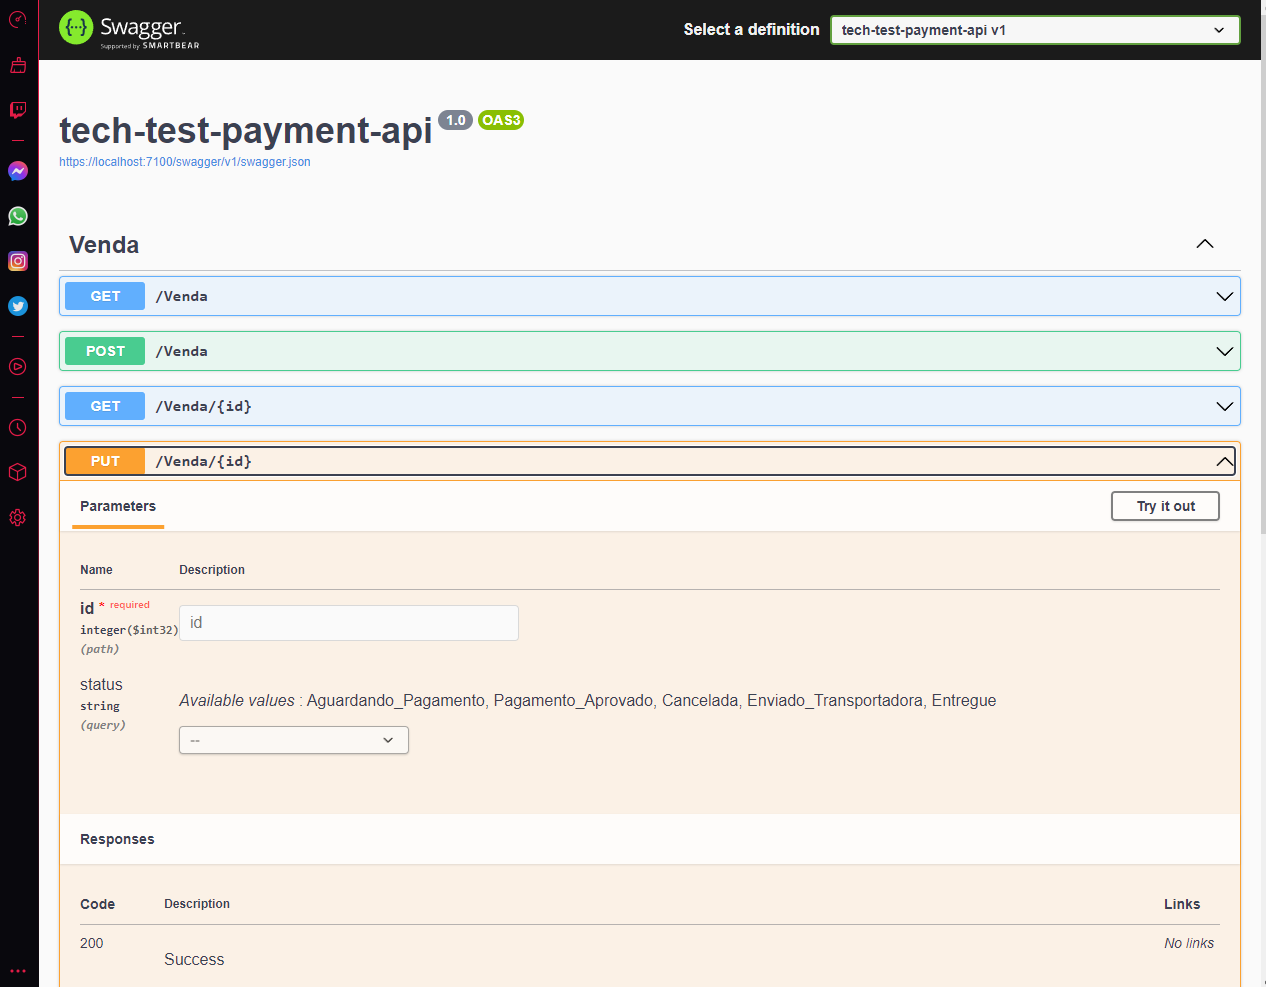 Swagger.
Supported by SMARTBEAR
Select a definition
tech-test-payment-api v1
tech-test-payment-api 1.0 OAS3
https://localhost:7100/swagger/v1/swagger.json
Venda
GET /Venda
POST /Venda
GET /Venda/{id}
PUT /Venda/{id}
Parameters
Try it out
Name Description
id * required
integer($int32)
(path)
id
status
string
(query)
Available values : Aguardando_Pagamento, Pagamento_Aprovado, Cancelada, Enviado_Transportadora, Entregue
--
Responses
Code Description Links
200
Success
No links